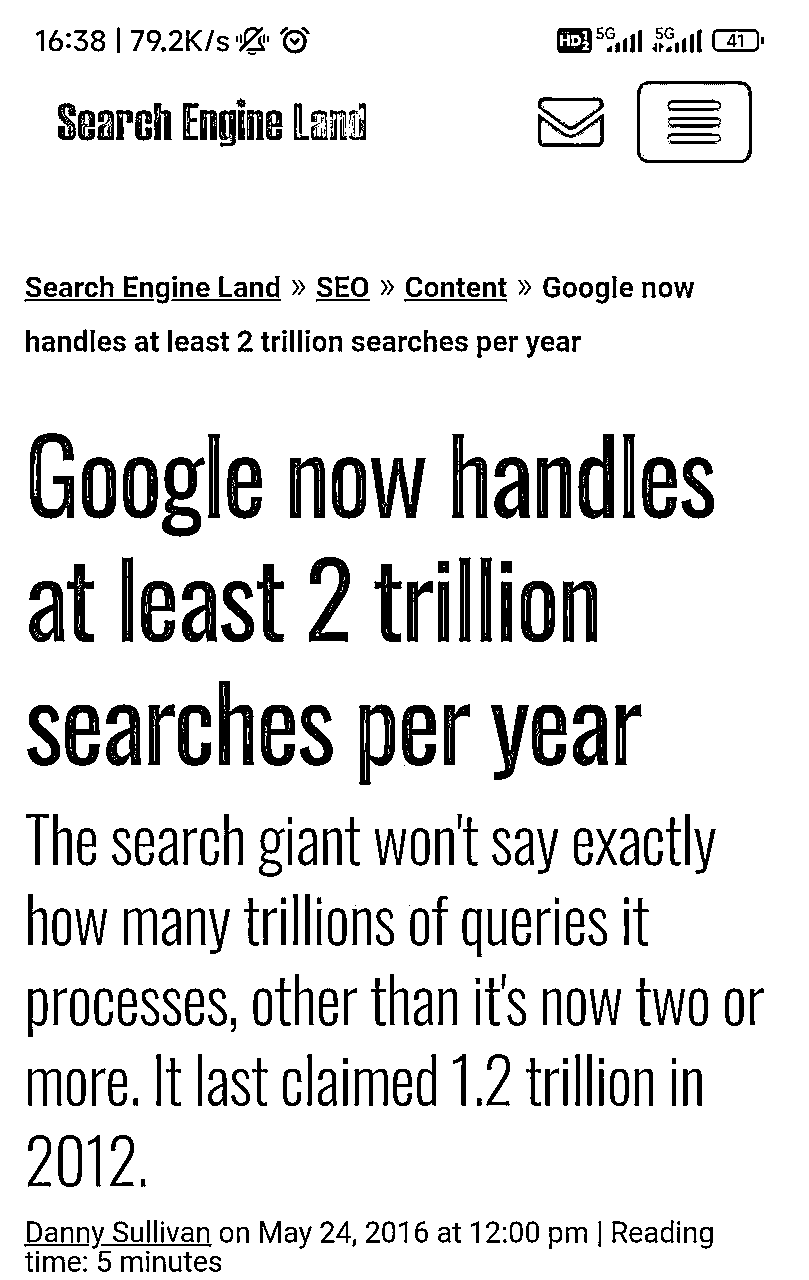 16:38 | 79.2K/s
HD 5G 5G 41
Search Engine Land
Search Engine Land » SEO » Content » Google now
handles at least 2 trillion searches per year
Google now handles
at least 2 trillion
searches per year
The search giant won't say exactly
how many trillions of queries it
processes, other than it's now two or
more. It last claimed 1.2 trillion in
2012.
Danny Sullivan on May 24, 2016 at 12:00 pm | Reading
time: 5 minutes